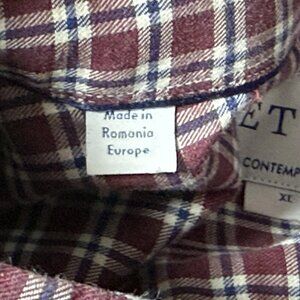 Made in
Romania
Europe
ET
CONTEMP
XL